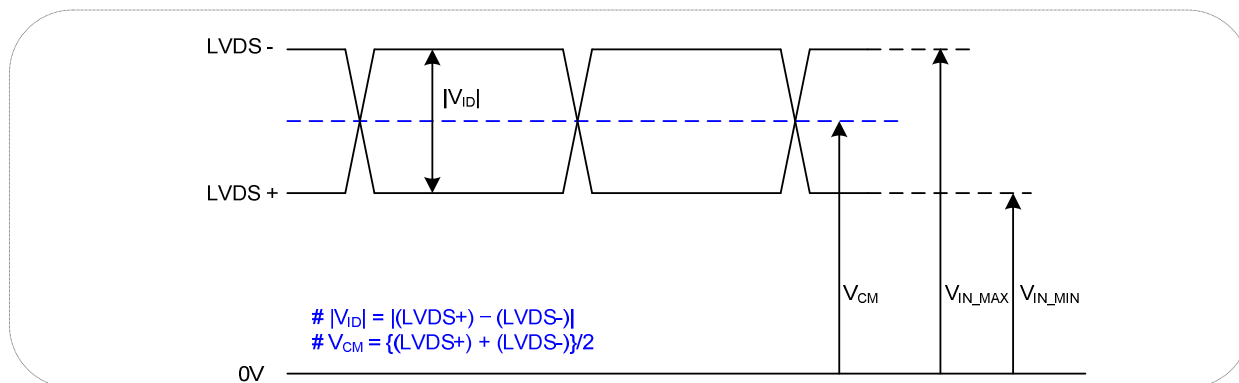 LVDS -
|VID|
LVDS +
VCM
VIN_MAX
VIN_MIN
# |VID| = |(LVDS+) – (LVDS-)|
# VCM = {(LVDS+) + (LVDS-)}/2
0V